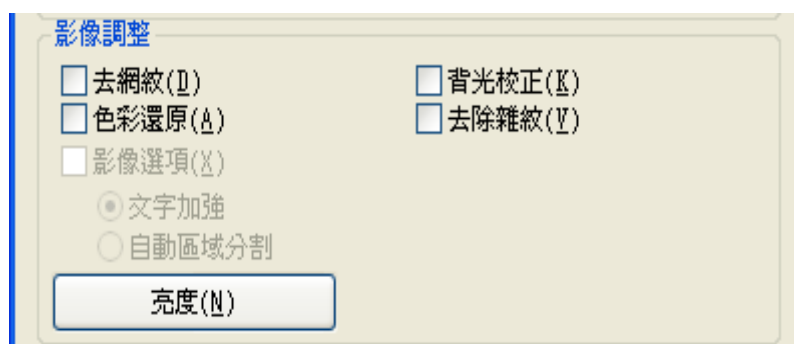 影像調整
去網紋(D) 背光校正(K)
色彩還原(A) 去除雜紋(Y)
影像選項(X)
文字加強
自動區域分割
亮度(N)